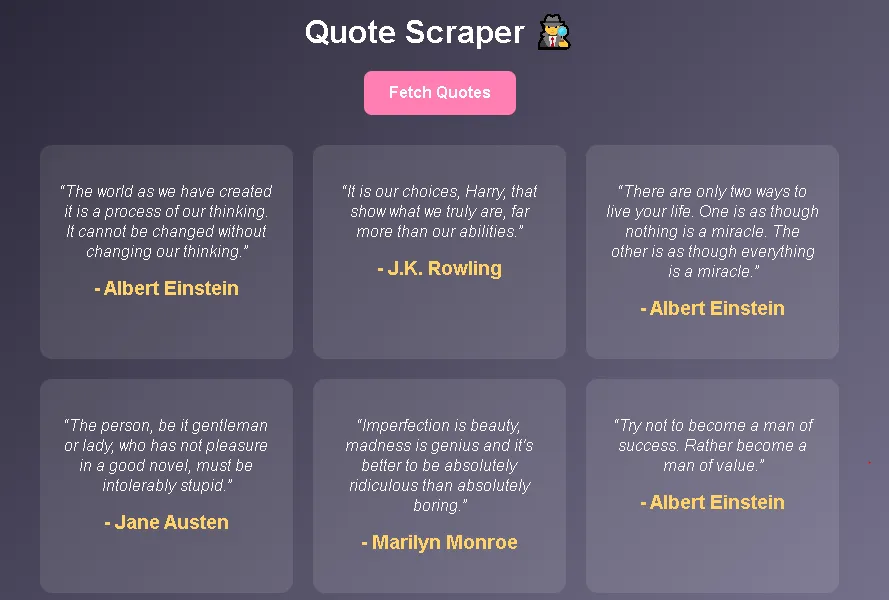 Quote Scraper
Fetch Quotes
“The world as we have created
it is a process of our thinking.
It cannot be changed without
changing our thinking.”
- Albert Einstein
“It is our choices, Harry, that
show what we truly are, far
more than our abilities.”
- J.K. Rowling
“There are only two ways to
live your life. One is as though
nothing is a miracle. The
other is as though everything
is a miracle.”
- Albert Einstein
“The person, be it gentleman
or lady, who has not pleasure
in a good novel, must be
intolerably stupid.”
- Jane Austen
“Imperfection is beauty,
madness is genius and it's
better to be absolutely
ridiculous than absolutely
boring.”
- Marilyn Monroe
“Try not to become a man of
success. Rather become a
man of value.”
- Albert Einstein